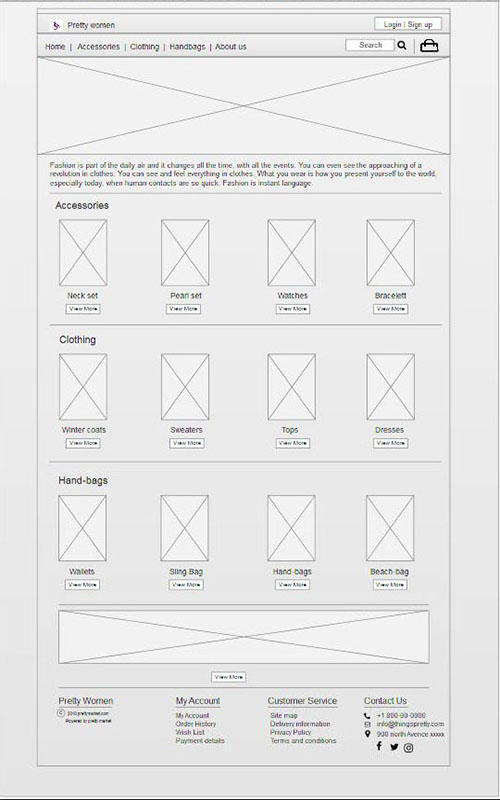 Pretty women
Login | Sign up
Home | Accessories | Clothing | Handbags | About us
Search
Fashion is part of the daily air and it changes all the time, with all the events. You can even see the approaching of a
revolution in clothes. You can see and feel everything in clothes. What you wear is how you present yourself to the world,
especially today, when human contacts are so quick. Fashion is instant language.
Accessories
Neck set Pearl set Watches Bracelett
View More View More View More View More
Clothing
Winter coats Sweaters Tops Dresses
View More View More View More View More
Hand-bags
Wallets Sling Bag Hand-bags Beach-bag
View More View More View More View More
View More
Pretty Women
Powered by pretty market
My Account
My Account
Order History
Wish List
Payment details
Customer Service
Site map
Delivery information
Privacy Policy
Terms and conditions
Contact Us
+1 800-00-0000
info@thingspretty.com
900 north Avence xxxxx